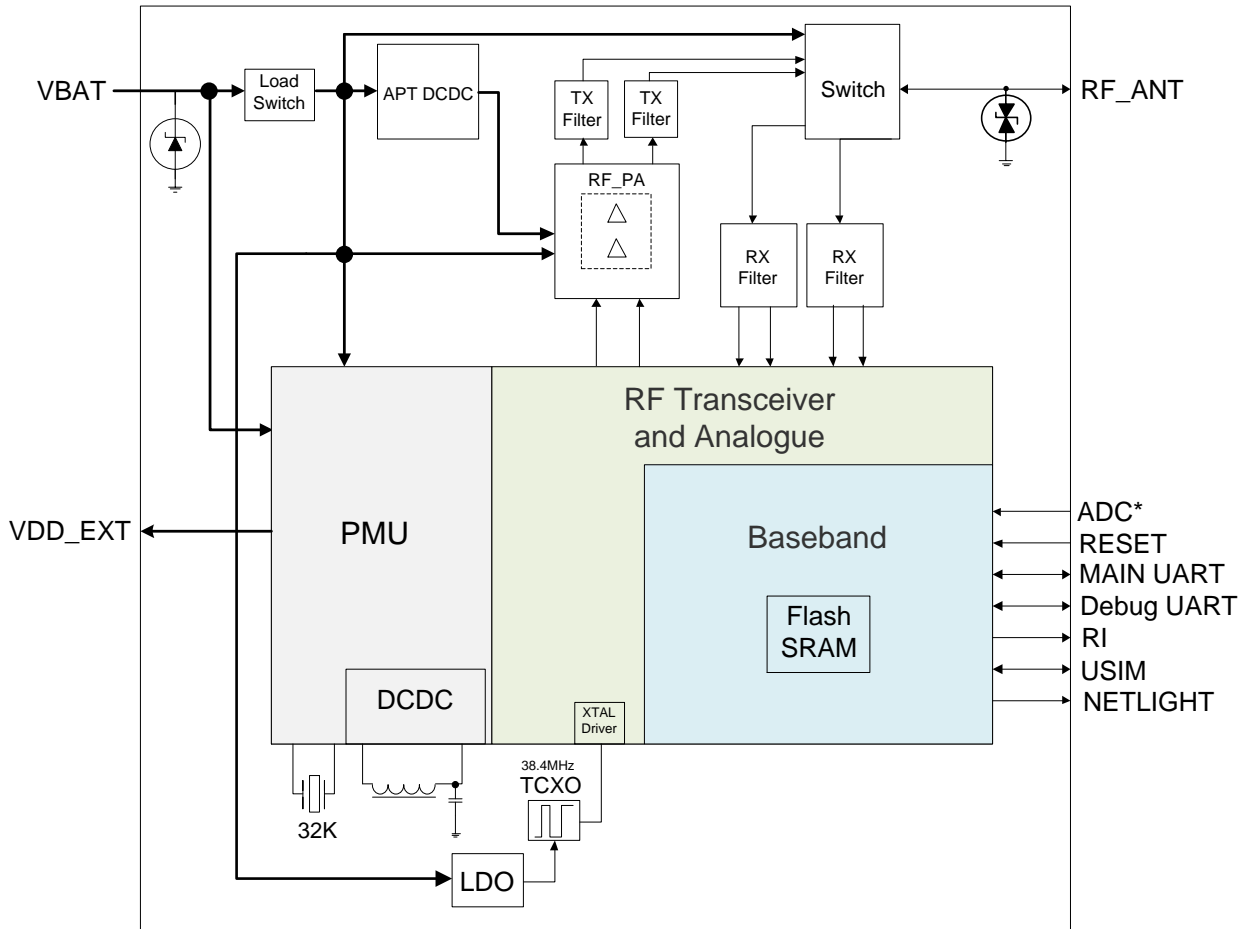 VBAT
Load
Switch
APT DCDC
TX
Filter
TX
Filter
Switch
RF_ANT
RF_PA
RX
Filter
RX
Filter
RF Transceiver
and Analogue
PMU
VDD_EXT
Baseband
Flash
SRAM
ADC*
RESET
MAIN UART
Debug UART
RI
USIM
NETLIGHT
DCDC
XTAL
Driver
38.4MHz
TCXO
32K
LDO